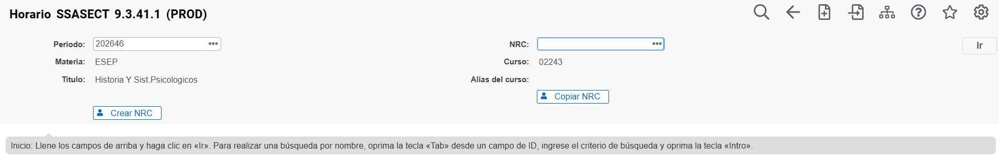 Horario SSASECT 9.3.41.1 (PROD)
Periodo: 202646 ••• NRC: ••• Ir
Materia: ESEP Curso: 02243
Título: Historia Y Sist.Psicologicos Alias del curso:
Copiar NRC
Crear NRC
Inicio: Llene los campos de arriba y haga clic en «Ir». Para realizar una búsqueda por nombre, oprima la tecla «Tab» desde un campo de ID, ingrese el criterio de búsqueda y oprima la tecla «Intro».